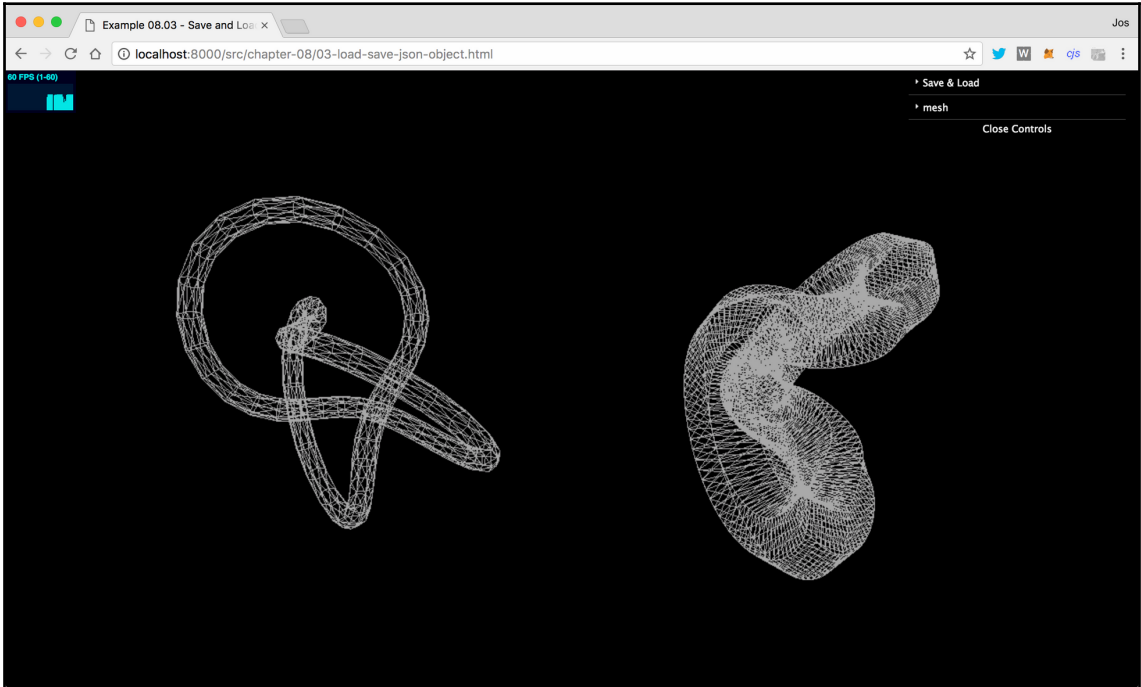 Example 08.03 - Save and Loa
Jos
localhost:8000/src/chapter-08/03-load-save-json-object.html
W
cjs
60 FPS (1-60)
Save & Load
mesh
Close Controls